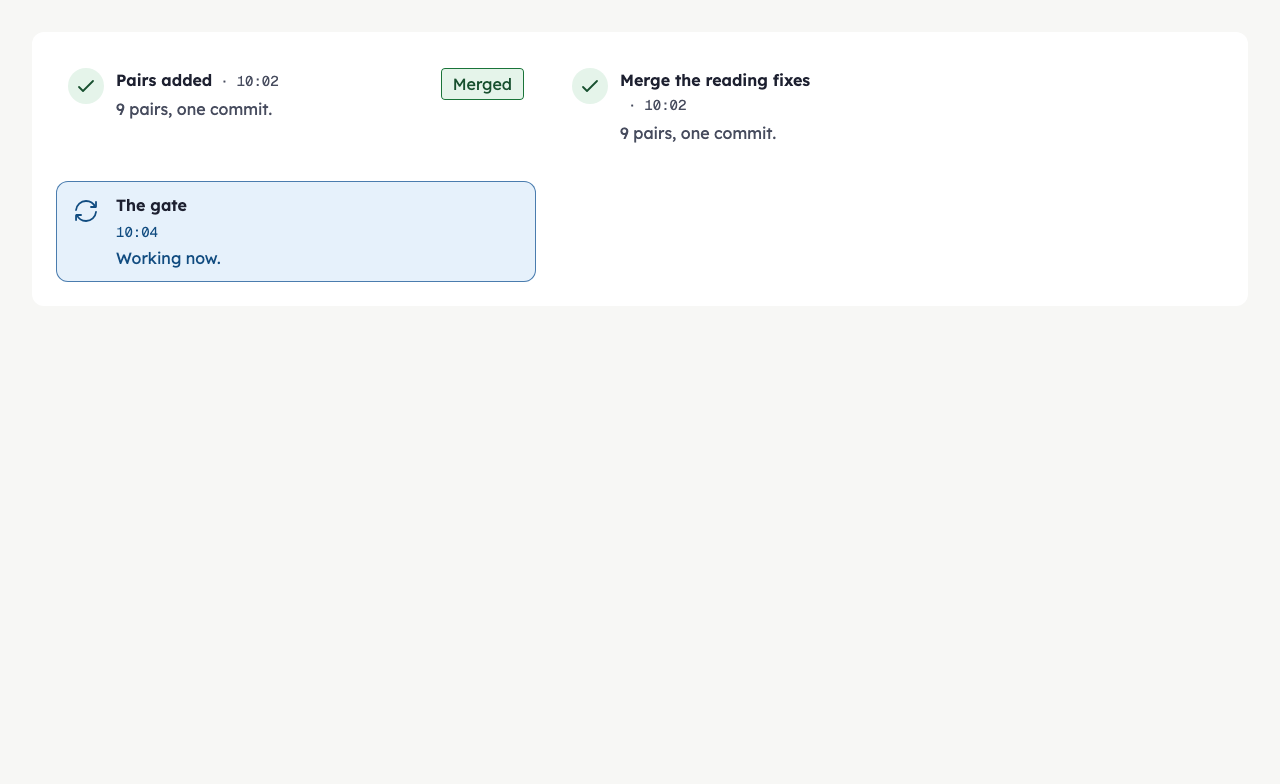 Pairs added · 10:02
Merged
9 pairs, one commit.
Merge the reading fixes
· 10:02
9 pairs, one commit.
The gate
10:04
Working now.